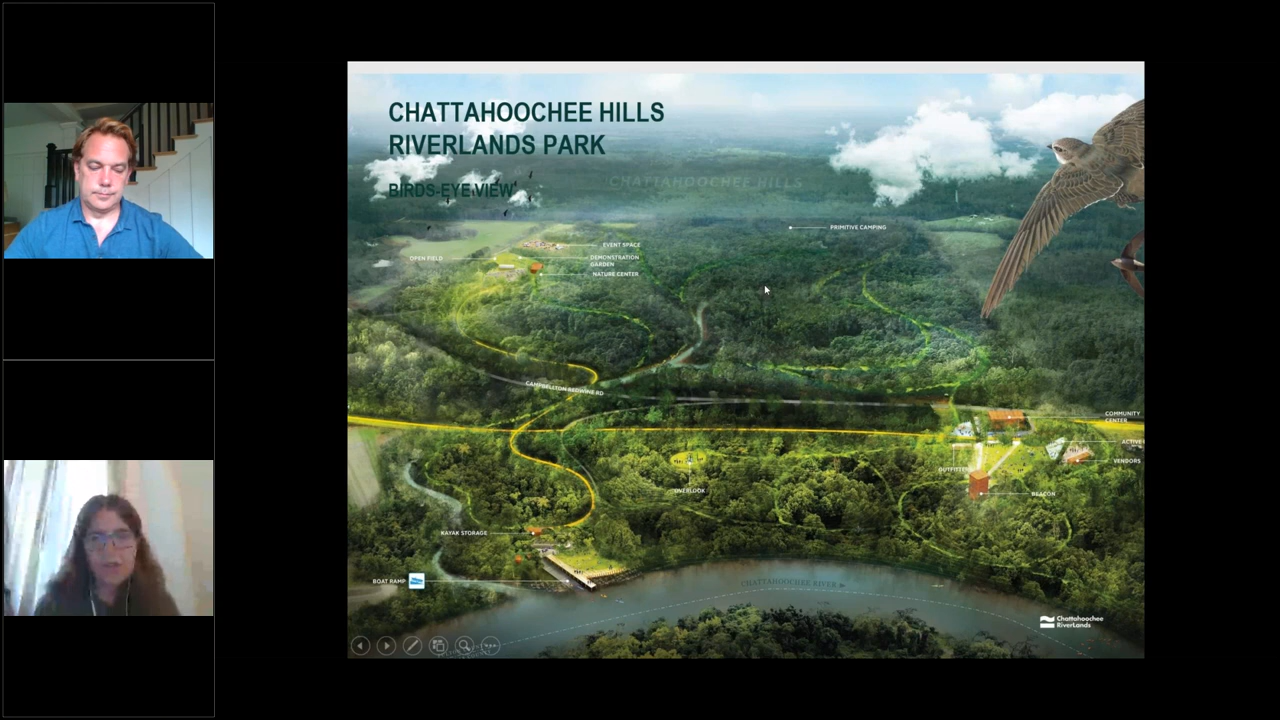 CHATTAHOOCHEE HILLS
RIVERLANDS PARK
BIRDS-EYE VIEW
CHATTAHOOCHEE HILLS
PRIMITIVE CAMPING
EVENT SPACE
OPEN FIELD
DEMONSTRATION
GARDEN
NATURE CENTER
CAMPBELLTON REDWINE RD
COMMUNITY
CENTER
ACTIVE
VENDORS
OUTFITTER
OVERLOOK
BEACON
KAYAK STORAGE
BOAT RAMP
CHATTAHOOCHEE RIVER
Chattahoochee
RiverLands